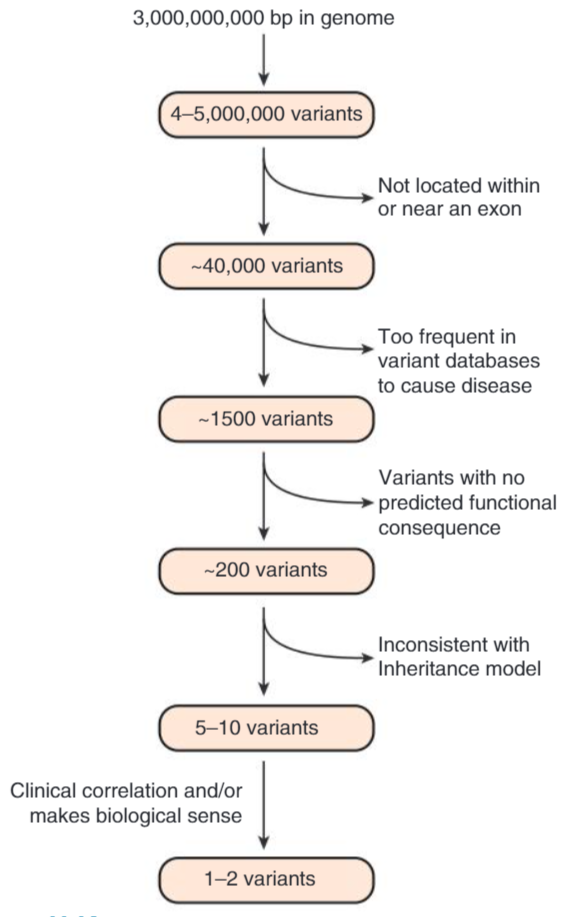 3,000,000,000 bp in genome
4–5,000,000 variants
Not located within
or near an exon
~40,000 variants
Too frequent in
variant databases
to cause disease
~1500 variants
Variants with no
predicted functional
consequence
~200 variants
Inconsistent with
Inheritance model
5–10 variants
Clinical correlation and/or
makes biological sense
1–2 variants